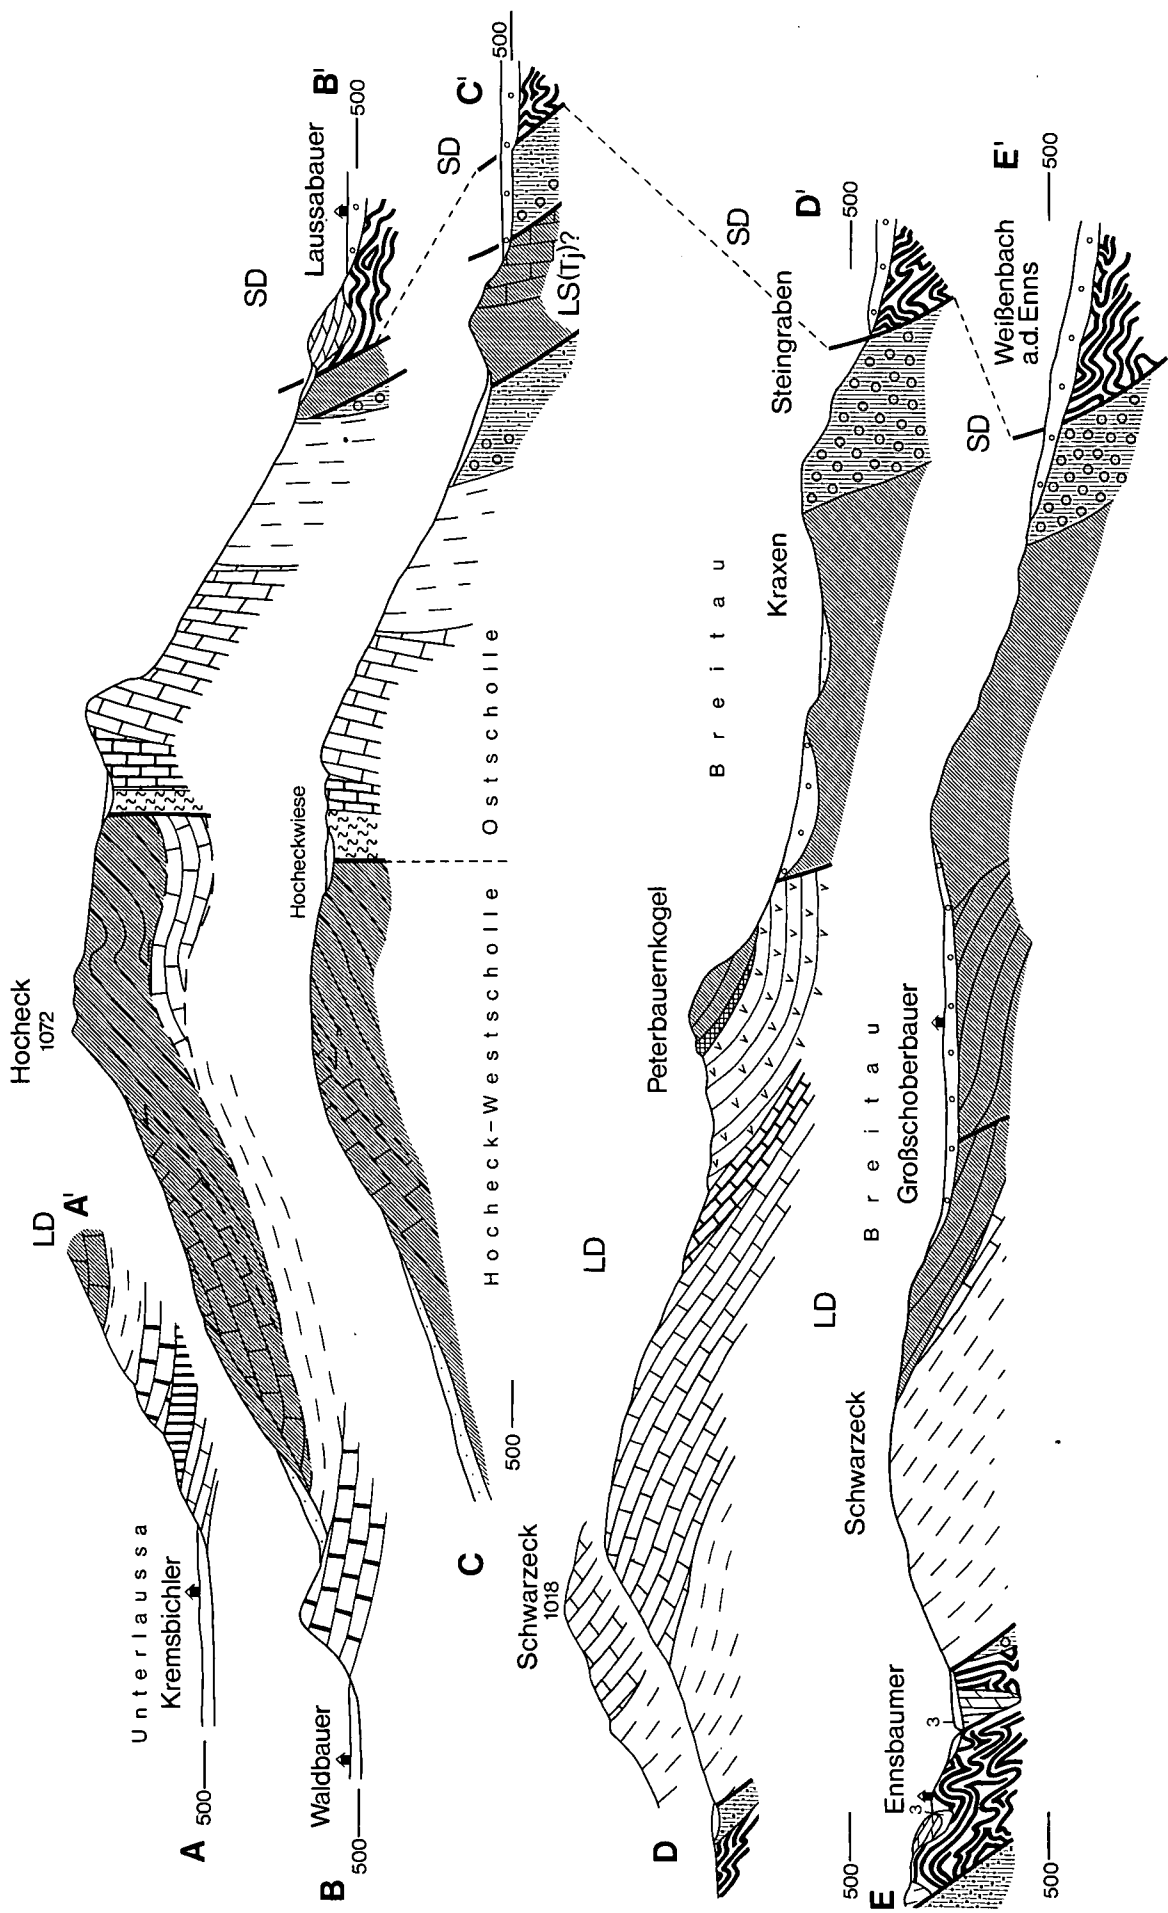 LD
A'
Unterlaussa
Kremsbichler
500
A
Hocheck
1072
SD
Laussabauer
B'
500
Waldbauer
500
B
Hocheckwiese
SD
C'
500
LS(Tj)?
Hocheck-Westscholle
Ostscholle
500
C
Schwarzeck
1018
LD
Peterbauernkogel
Breitau
Kraxen
Steingraben
SD
D'
500
D
500
Ennsbaumer
3
3
Schwarzeck
LD
Großschoberbauer
Breitau
SD
Weißenbach
a.d.Enns
E'
500
E
500